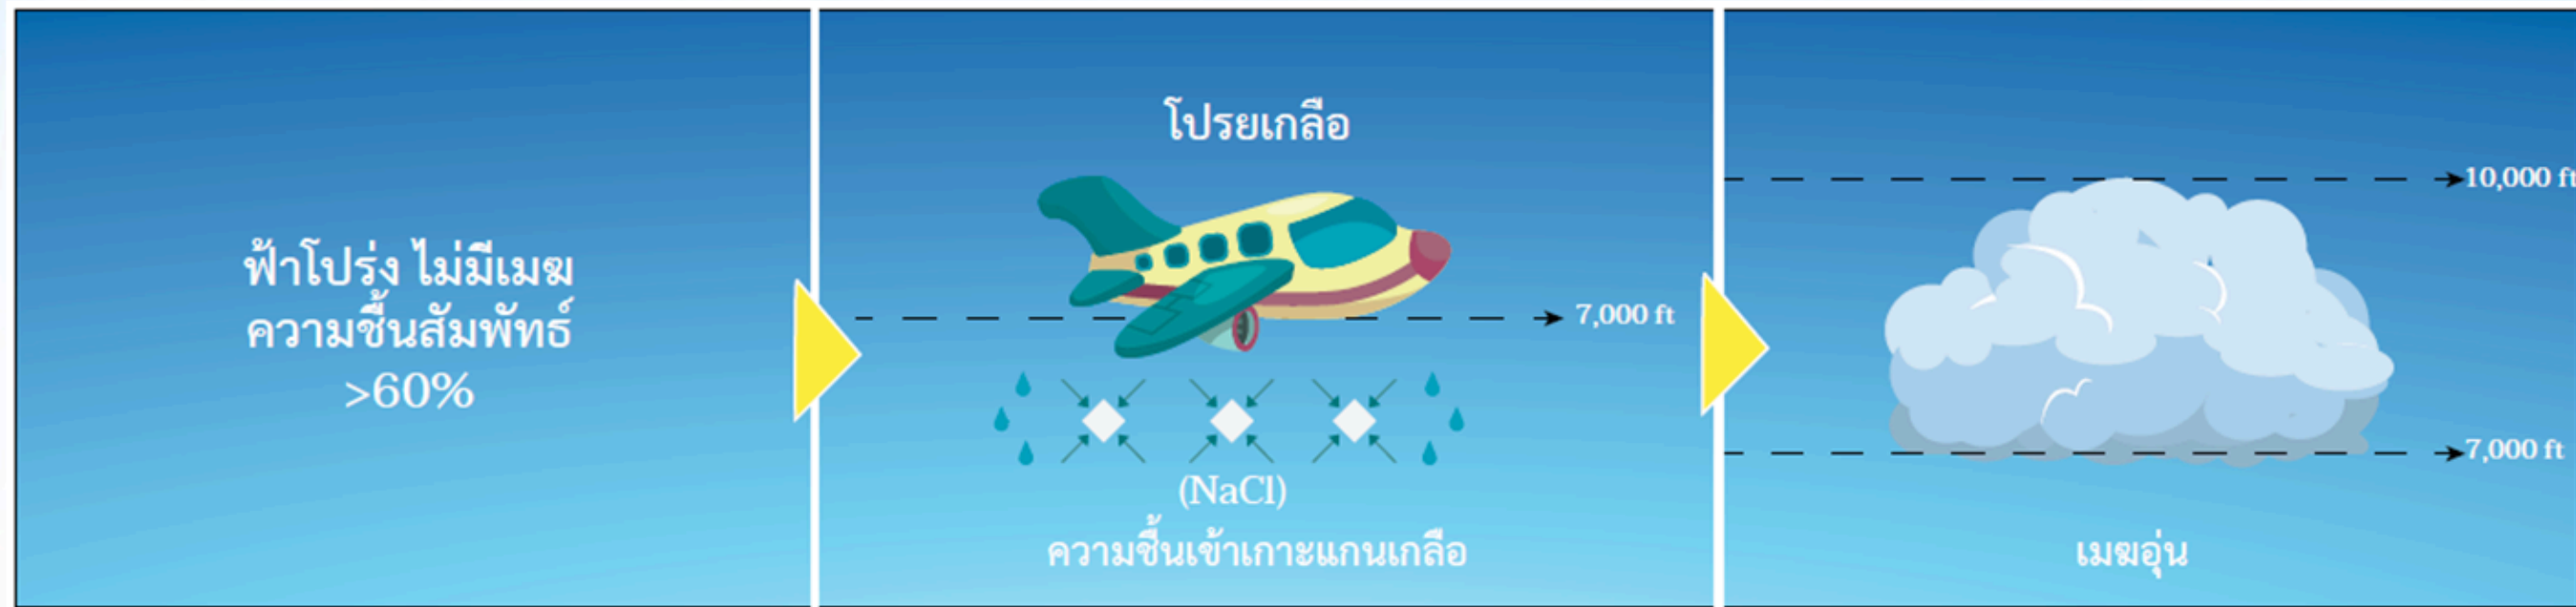 ฟ้าโปร่ง ไม่มีเมฆ
ความชื้นสัมพัทธ์
>60%
โปรยเกลือ
7,000 ft
(NaCl)
ความชื้นเข้าเกาะแกนเกลือ
10,000 ft
7,000 ft
เมฆอุ่น